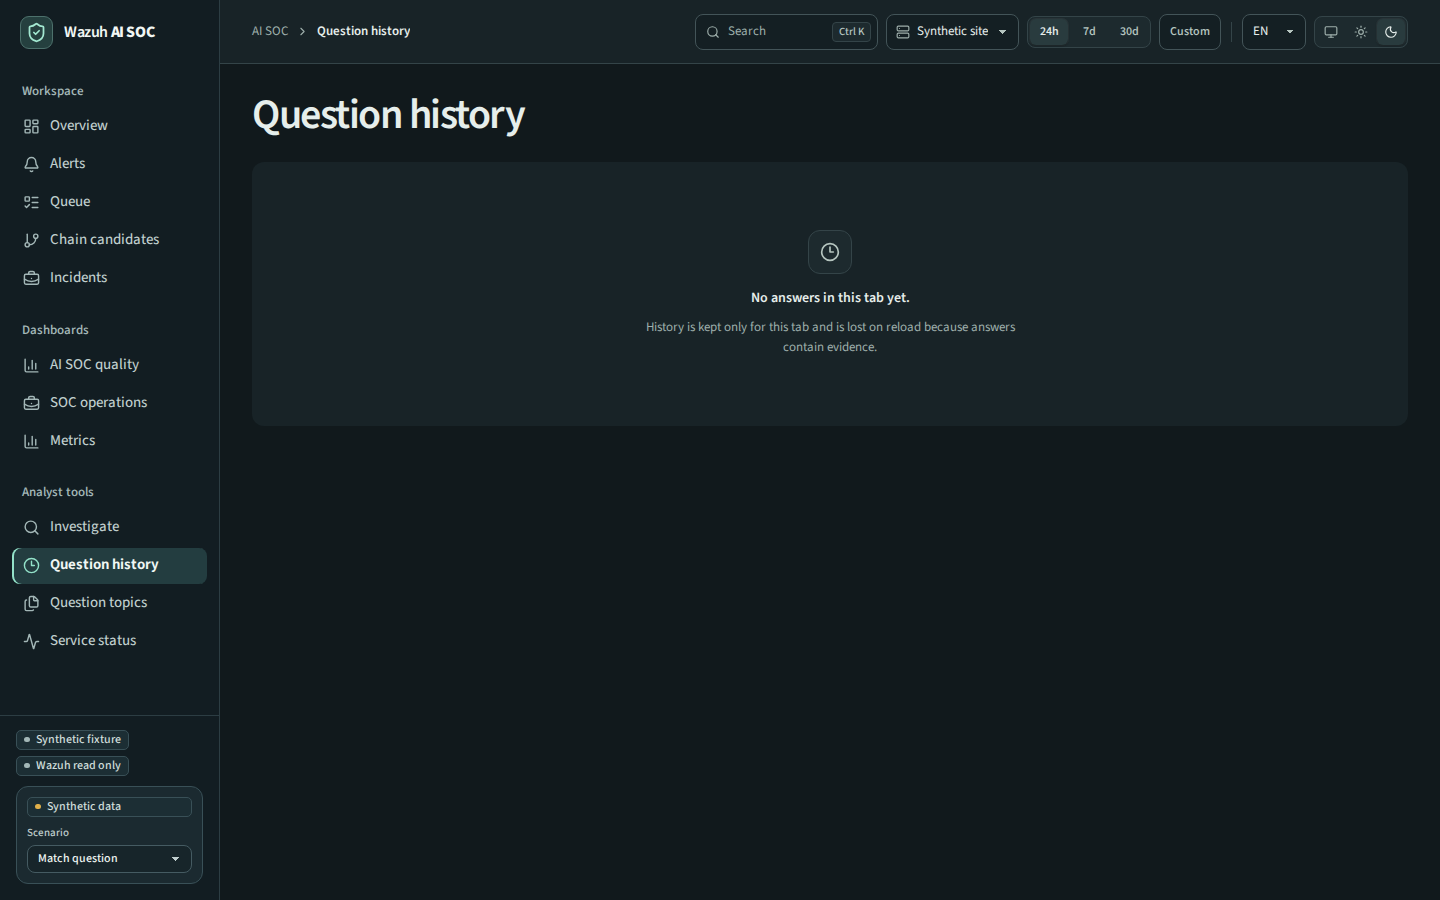 Wazuh AI SOC
AI SOC
Question history
Search
Ctrl K
Synthetic site
24h
7d
30d
Custom
EN
Workspace
Overview
Alerts
Queue
Chain candidates
Incidents
Dashboards
AI SOC quality
SOC operations
Metrics
Analyst tools
Investigate
Question history
Question topics
Service status
Synthetic fixture
Wazuh read only
Synthetic data
Scenario
Match question
Question history
No answers in this tab yet.
History is kept only for this tab and is lost on reload because answers
contain evidence.